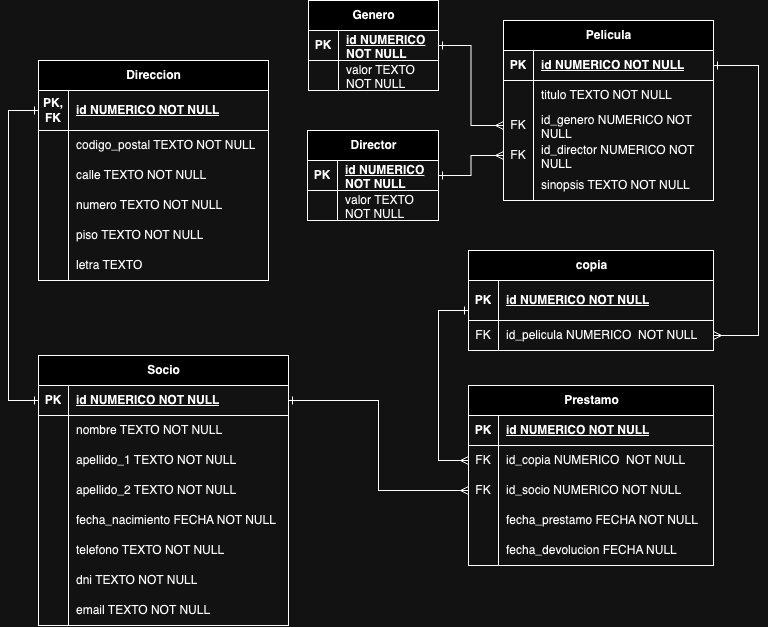 Genero
PK
id NUMERICO
NOT NULL
valor TEXTO
NOT NULL
Pelicula
PK
id NUMERICO NOT NULL
titulo TEXTO NOT NULL
FK
id_genero NUMERICO NOT
NULL
FK
id_director NUMERICO NOT
NULL
sinopsis TEXTO NOT NULL
Direccion
PK,
FK
id NUMERICO NOT NULL
codigo_postal TEXTO NOT NULL
calle TEXTO NOT NULL
numero TEXTO NOT NULL
piso TEXTO NOT NULL
letra TEXTO
Director
PK
id NUMERICO
NOT NULL
valor TEXTO
NOT NULL
copia
PK
id NUMERICO NOT NULL
FK
id_pelicula NUMERICO  NOT NULL
Socio
PK
id NUMERICO NOT NULL
nombre TEXTO NOT NULL
apellido_1 TEXTO NOT NULL
apellido_2 TEXTO NOT NULL
fecha_nacimiento FECHA NOT NULL
telefono TEXTO NOT NULL
dni TEXTO NOT NULL
email TEXTO NOT NULL
Prestamo
PK
id NUMERICO NOT NULL
FK
id_copia NUMERICO  NOT NULL
FK
id_socio NUMERICO NOT NULL
fecha_prestamo FECHA NOT NULL
fecha_devolucion FECHA NULL